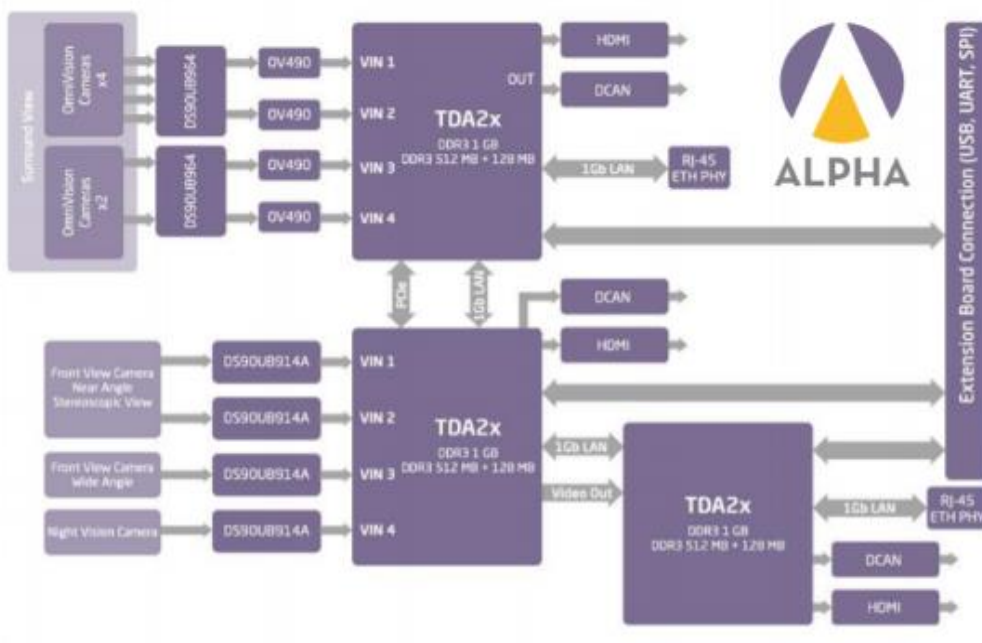 Surround View
OmniVision
Cameras
x4
DS90UB964
OV490
OV490
OmniVision
Cameras
x2
DS90UB964
OV490
OV490
VIN 1
VIN 2
VIN 3
VIN 4
OUT
TDA2x
DDR3 1 GB
DDR3 512 MB + 128 MB
HDMI
DCAN
1Gb LAN
RJ-45
ETH PHY
ALPHA
Extension Board Connection (USB, UART, SPI)
PCIe
1Gb LAN
Front View Camera
Near Angle
Stereoscopic View
Front View Camera
Wide Angle
Night Vision Camera
DS90UB914A
DS90UB914A
DS90UB914A
DS90UB914A
VIN 1
VIN 2
VIN 3
VIN 4
TDA2x
DDR3 1 GB
DDR3 512 MB + 128 MB
DCAN
HDMI
1Gb LAN
Video Out
TDA2x
DDR3 1 GB
DDR3 512 MB + 128 MB
1Gb LAN
RJ-45
ETH PHY
DCAN
HDMI